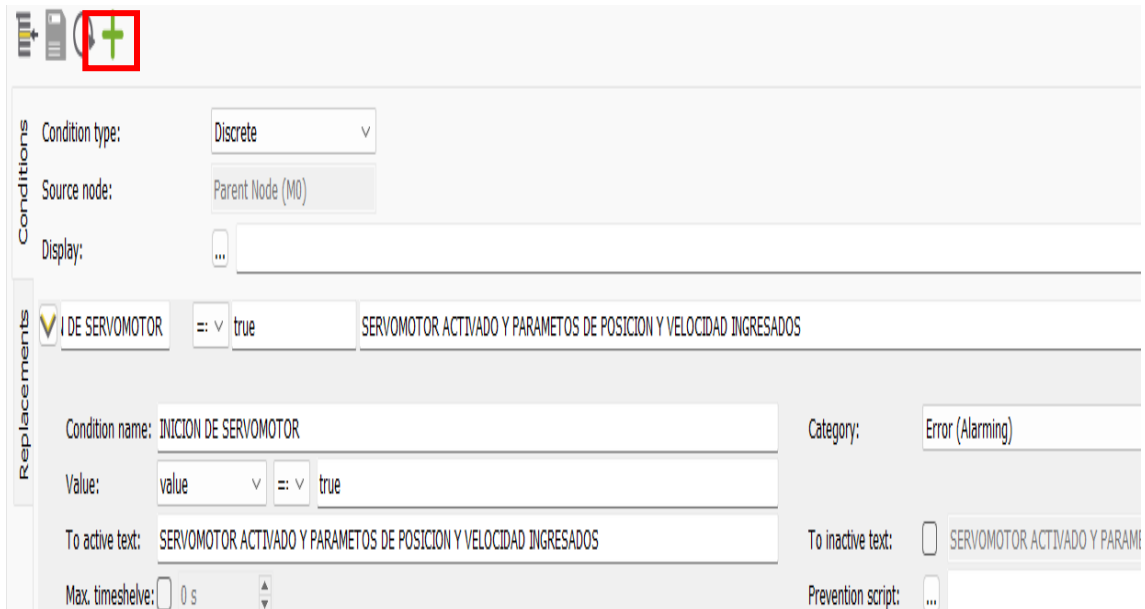 Conditions
Condition type: Discrete
Source node: Parent Node (M0)
Display: ...
Replacements
DE SERVOMOTOR =: true SERVOMOTOR ACTIVADO Y PARAMETOS DE POSICION Y VELOCIDAD INGRESADOS
Condition name: INICION DE SERVOMOTOR Category: Error (Alarming)
Value: value =: true
To active text: SERVOMOTOR ACTIVADO Y PARAMETOS DE POSICION Y VELOCIDAD INGRESADOS To inactive text: SERVOMOTOR ACTIVADO Y PARAME
Max. timeshelve: 0 s Prevention script: ...